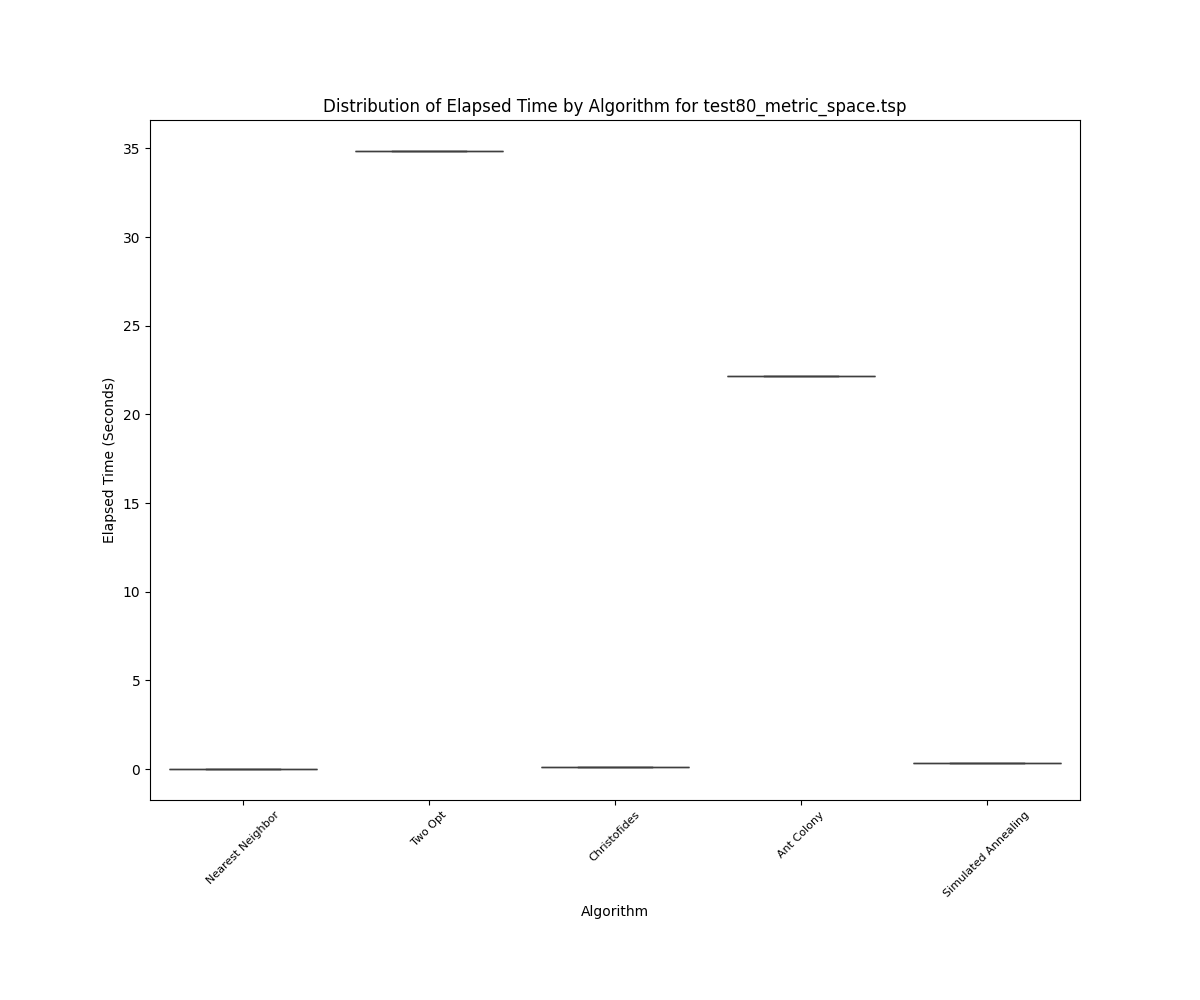 Distribution of Elapsed Time by Algorithm for test80_metric_space.tsp
35
30
25
20
15
10
5
0
Elapsed Time (Seconds)
Nearest Neighbor
Two Opt
Christofides
Ant Colony
Simulated Annealing
Algorithm